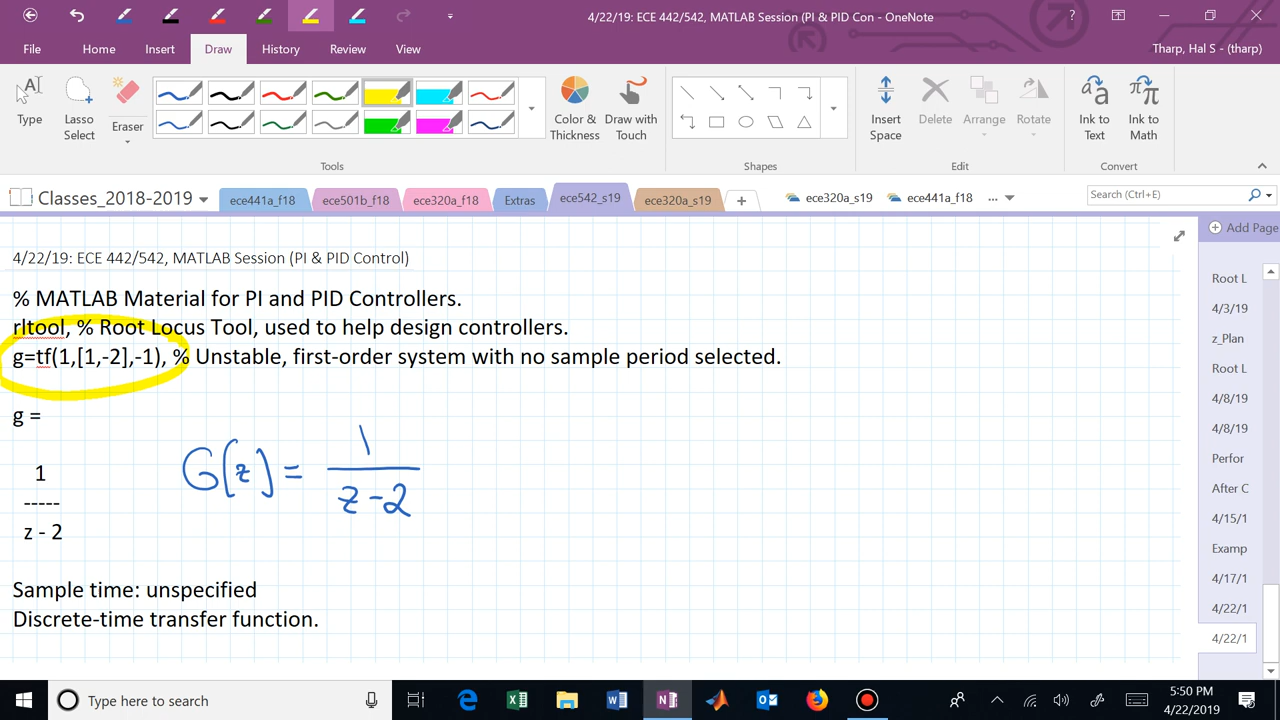 4/22/19: ECE 442/542, MATLAB Session (PI & PID Con - OneNote
?
File Home Insert Draw History Review View
Tharp, Hal S - (tharp)
Type
Lasso Select
Eraser
Color & Thickness
Draw with Touch
Insert Space
Delete
Arrange
Rotate
Ink to Text
Ink to Math
Tools Shapes Edit Convert
Classes_2018-2019 ece441a_f18 ece501b_f18 ece320a_f18 Extras ece542_s19 ece320a_s19 + ece320a_s19 ece441a_f18 ... Search (Ctrl+E)
Add Page
4/22/19: ECE 442/542, MATLAB Session (PI & PID Control)
% MATLAB Material for PI and PID Controllers.
rltool, % Root Locus Tool, used to help design controllers.
g=tf(1,[1,-2],-1), % Unstable, first-order system with no sample period selected.
g =
1
-----
z - 2
G(z) = 1
z-2
Sample time: unspecified
Discrete-time transfer function.
Root L
4/3/19
z_Plan
Root L
4/8/19
4/8/19
Perfor
After C
4/15/1
Examp
4/17/1
4/22/1
4/22/1
Type here to search
5:50 PM
4/22/2019